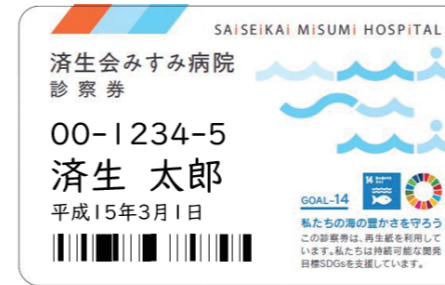 SAiSEiKAi MiSUMi HOSPiTAL
済生会みすみ病院
診察券
00-1234-5
済生 太郎
平成15年3月1日
GOAL-14
14
私たちの海の豊かさを守ろう
この診察券は、再生紙を利用して
います。私たちは持続可能な開発
目標SDGsを支援しています。